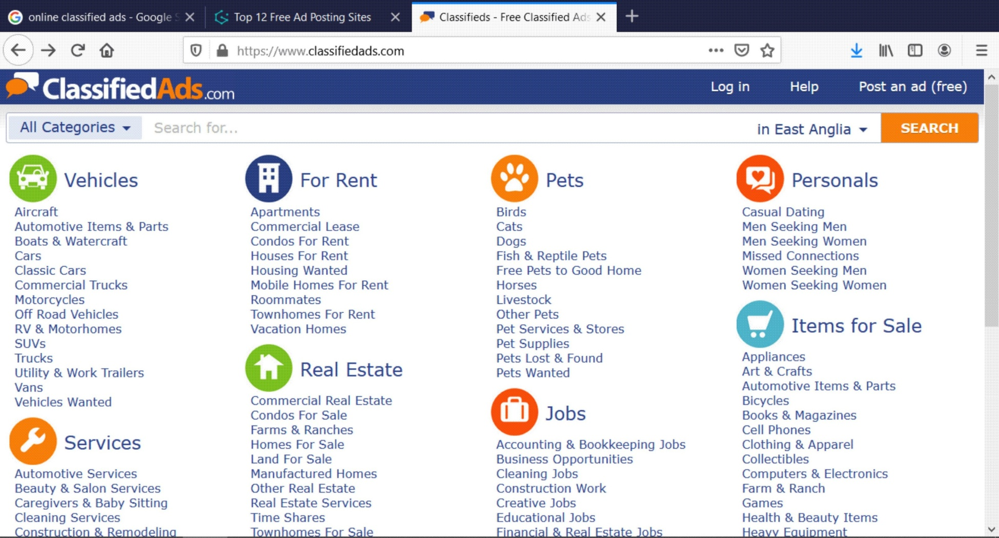 online classified ads - Google S
Top 12 Free Ad Posting Sites
Classifieds - Free Classified Ads
https://www.classifiedads.com
ClassifiedAds.com
Log in
Help
Post an ad (free)
All Categories
Search for...
in East Anglia
SEARCH
Vehicles
Aircraft
Automotive Items & Parts
Boats & Watercraft
Cars
Classic Cars
Commercial Trucks
Motorcycles
Off Road Vehicles
RV & Motorhomes
SUVs
Trucks
Utility & Work Trailers
Vans
Vehicles Wanted
Services
Automotive Services
Beauty & Salon Services
Caregivers & Baby Sitting
Cleaning Services
Construction & Remodeling
For Rent
Apartments
Commercial Lease
Condos For Rent
Houses For Rent
Housing Wanted
Mobile Homes For Rent
Roommates
Townhomes For Rent
Vacation Homes
Real Estate
Commercial Real Estate
Condos For Sale
Farms & Ranches
Homes For Sale
Land For Sale
Manufactured Homes
Other Real Estate
Real Estate Services
Time Shares
Townhomes For Sale
Pets
Birds
Cats
Dogs
Fish & Reptile Pets
Free Pets to Good Home
Horses
Livestock
Other Pets
Pet Services & Stores
Pet Supplies
Pets Lost & Found
Pets Wanted
Jobs
Accounting & Bookkeeping Jobs
Business Opportunities
Cleaning Jobs
Construction Work
Creative Jobs
Educational Jobs
Financial & Real Estate Jobs
Personals
Casual Dating
Men Seeking Men
Men Seeking Women
Missed Connections
Women Seeking Men
Women Seeking Women
Items for Sale
Appliances
Art & Crafts
Automotive Items & Parts
Bicycles
Books & Magazines
Cell Phones
Clothing & Apparel
Collectibles
Computers & Electronics
Farm & Ranch
Games
Health & Beauty Items
Heavy Equipment